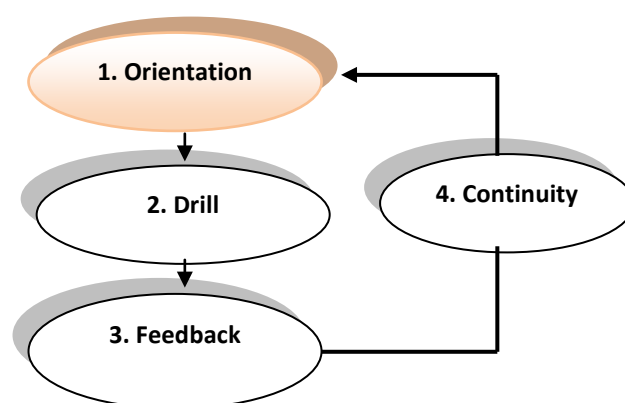 1. Orientation
2. Drill
3. Feedback
4. Continuity